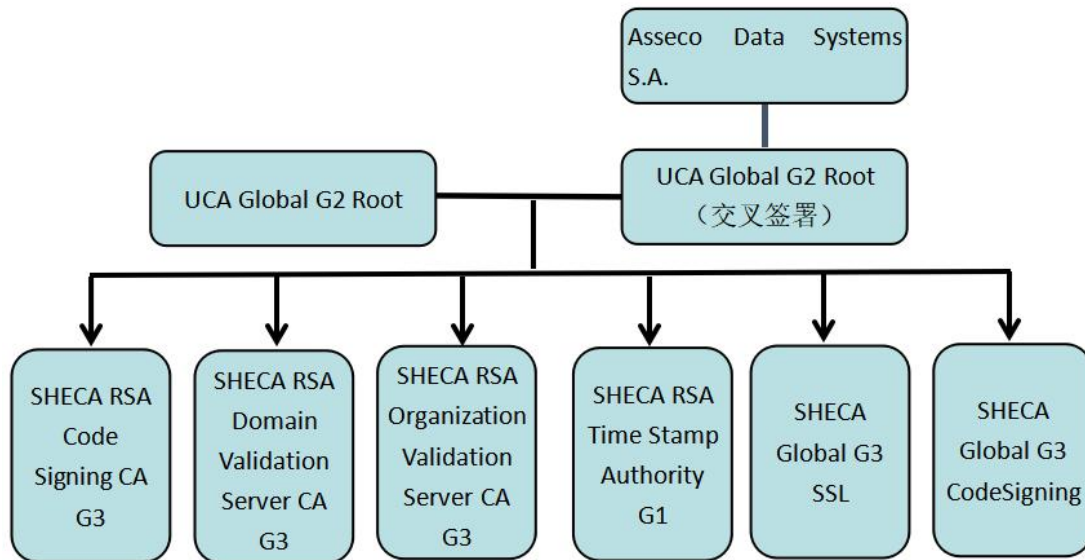 Asseco Data Systems
S.A.
UCA Global G2 Root
UCA Global G2 Root
（交叉签署）
SHECA RSA
Code
Signing CA
G3
SHECA RSA
Domain
Validation
Server CA
G3
SHECA RSA
Organization
Validation
Server CA
G3
SHECA RSA
Time Stamp
Authority
G1
SHECA
Global G3
SSL
SHECA
Global G3
CodeSigning